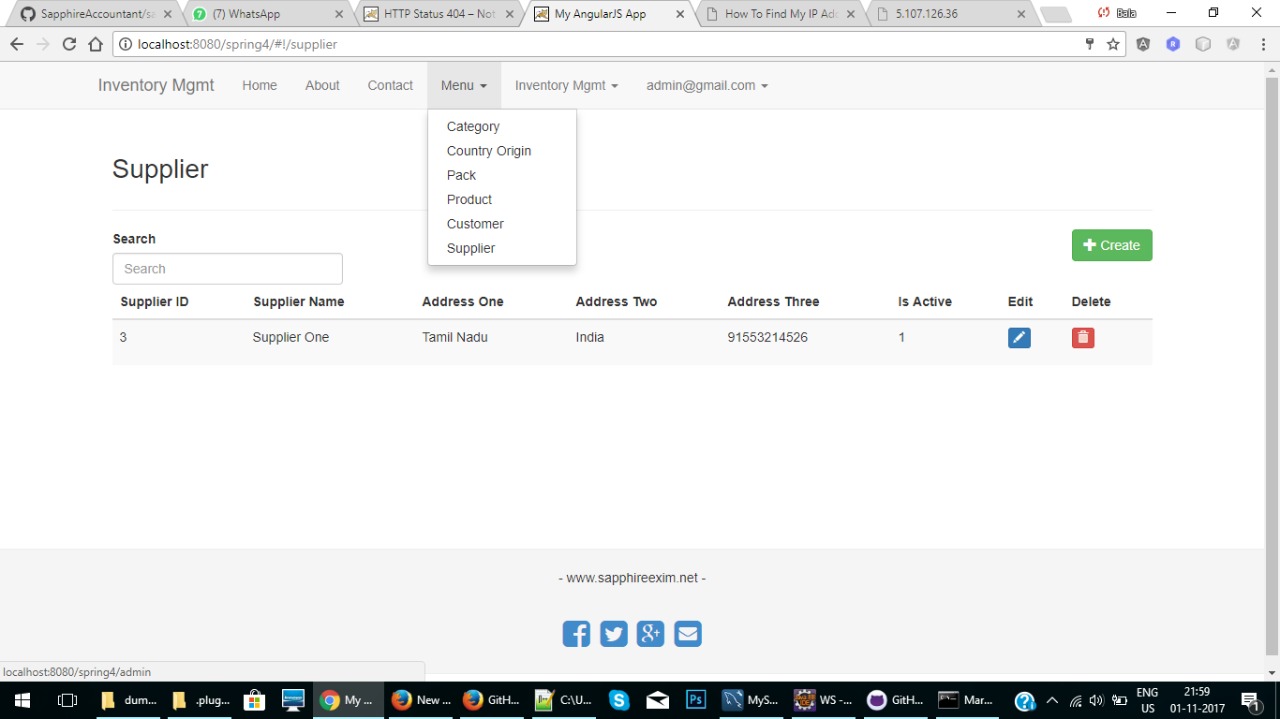 SapphireAccountant/sa
7 (7) WhatsApp
HTTP Status 404 – Not
My AngularJS App
How To Find My IP Add
5.107.126.36
Bala
localhost:8080/spring4/#!/supplier
Inventory Mgmt Home About Contact Menu Inventory Mgmt admin@gmail.com
Category
Country Origin
Pack
Product
Customer
Supplier
Supplier
Search
Search
Create
Supplier ID Supplier Name Address One Address Two Address Three Is Active Edit Delete
3 Supplier One Tamil Nadu India 91553214526 1
- www.sapphireexim.net -
localhost:8080/spring4/admin
dum... .plug... My ... New ... GitH... C:\U... MyS... WS -... GitH... Mar...
ENG
US
21:59
01-11-2017
1